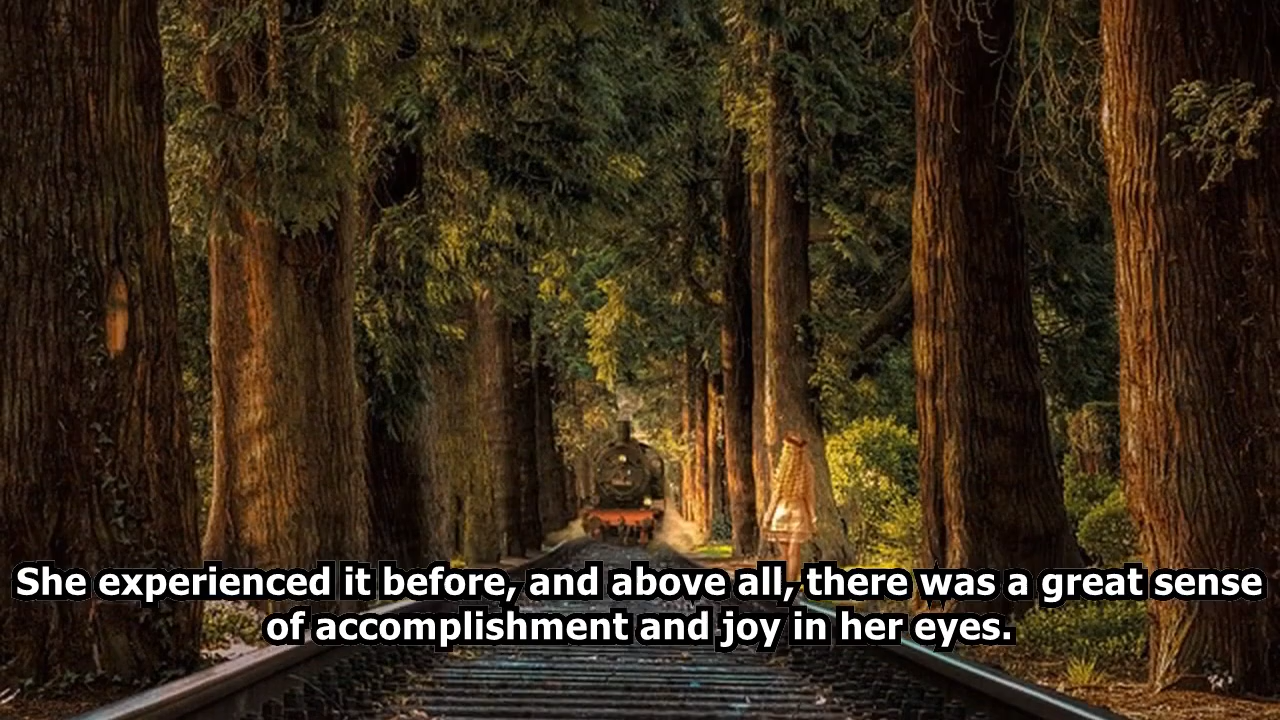 She experienced it before, and above all, there was a great sense
of accomplishment and joy in her eyes.